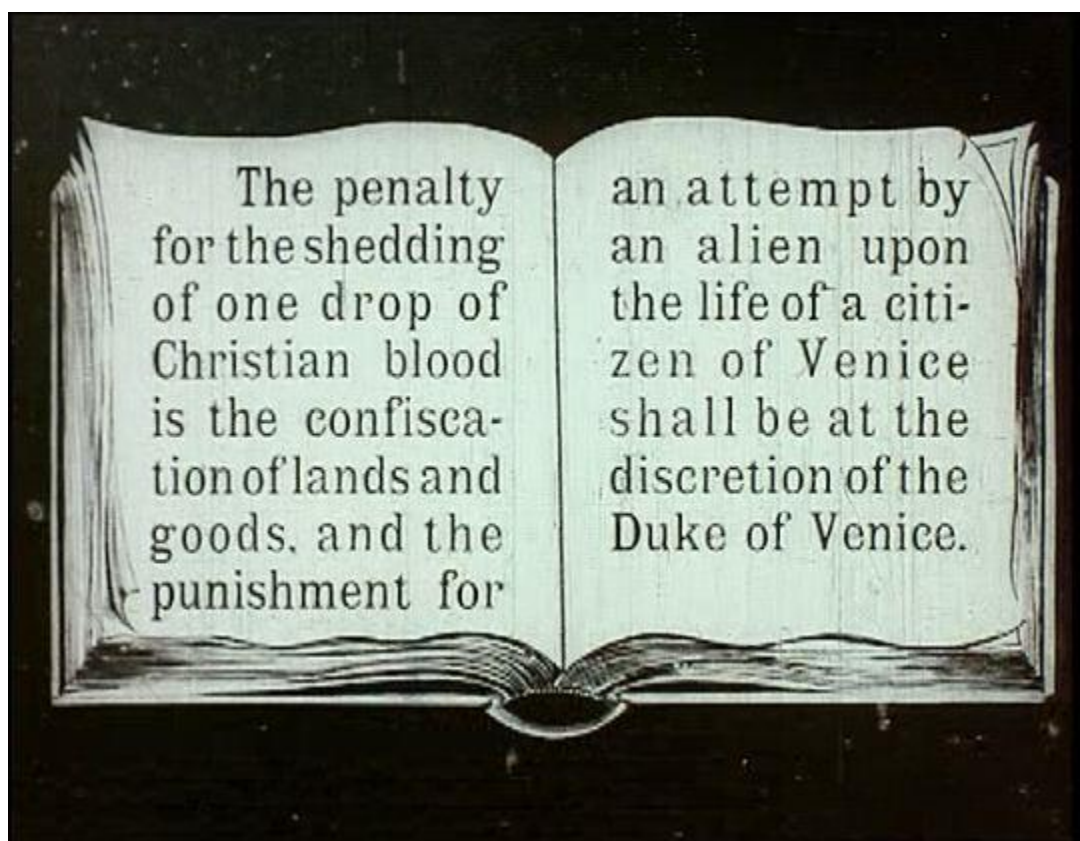 The penalty
for the shedding
of one drop of
Christian blood
is the confisca-
tion of lands and
goods. and the
punishment for
an attempt by
an alien upon
the life of a citi-
zen of Venice
shall be at the
discretion of the
Duke of Venice.